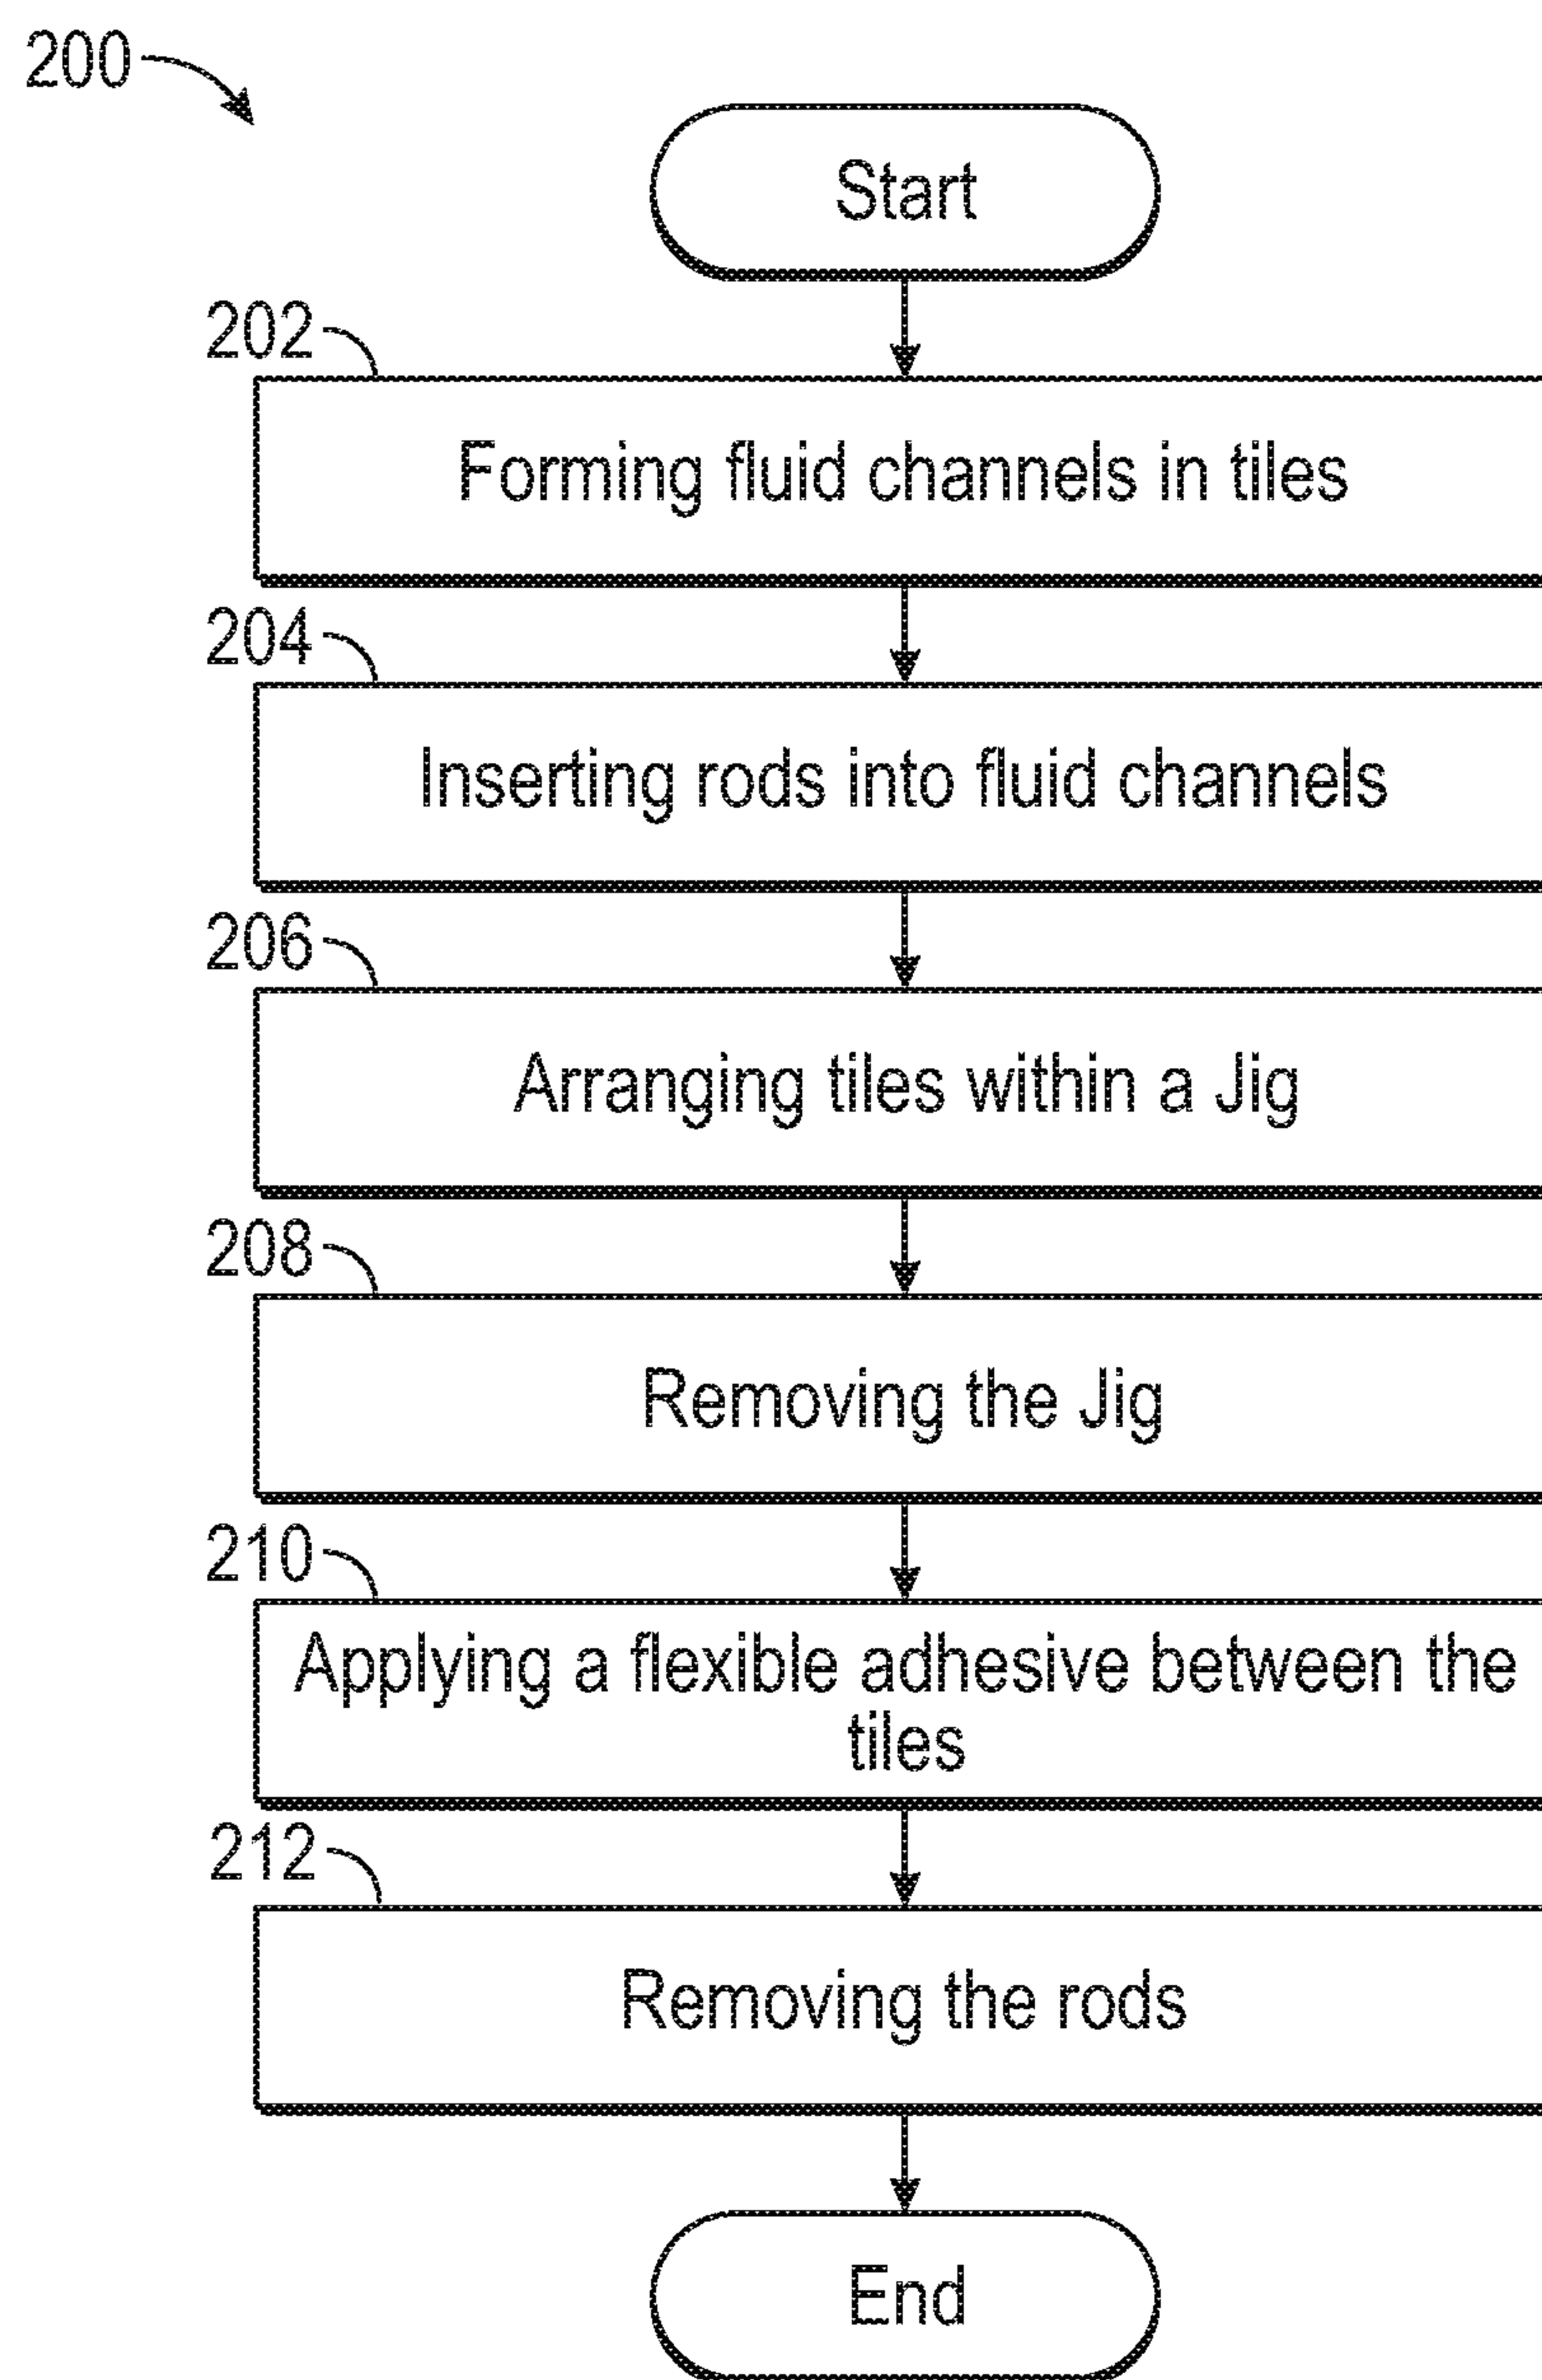 200
Start
202
Forming fluid channels in tiles
204
Inserting rods into fluid channels
206
Arranging tiles within a Jig
208
Removing the Jig
210
Applying a flexible adhesive between the
tiles
212
Removing the rods
End